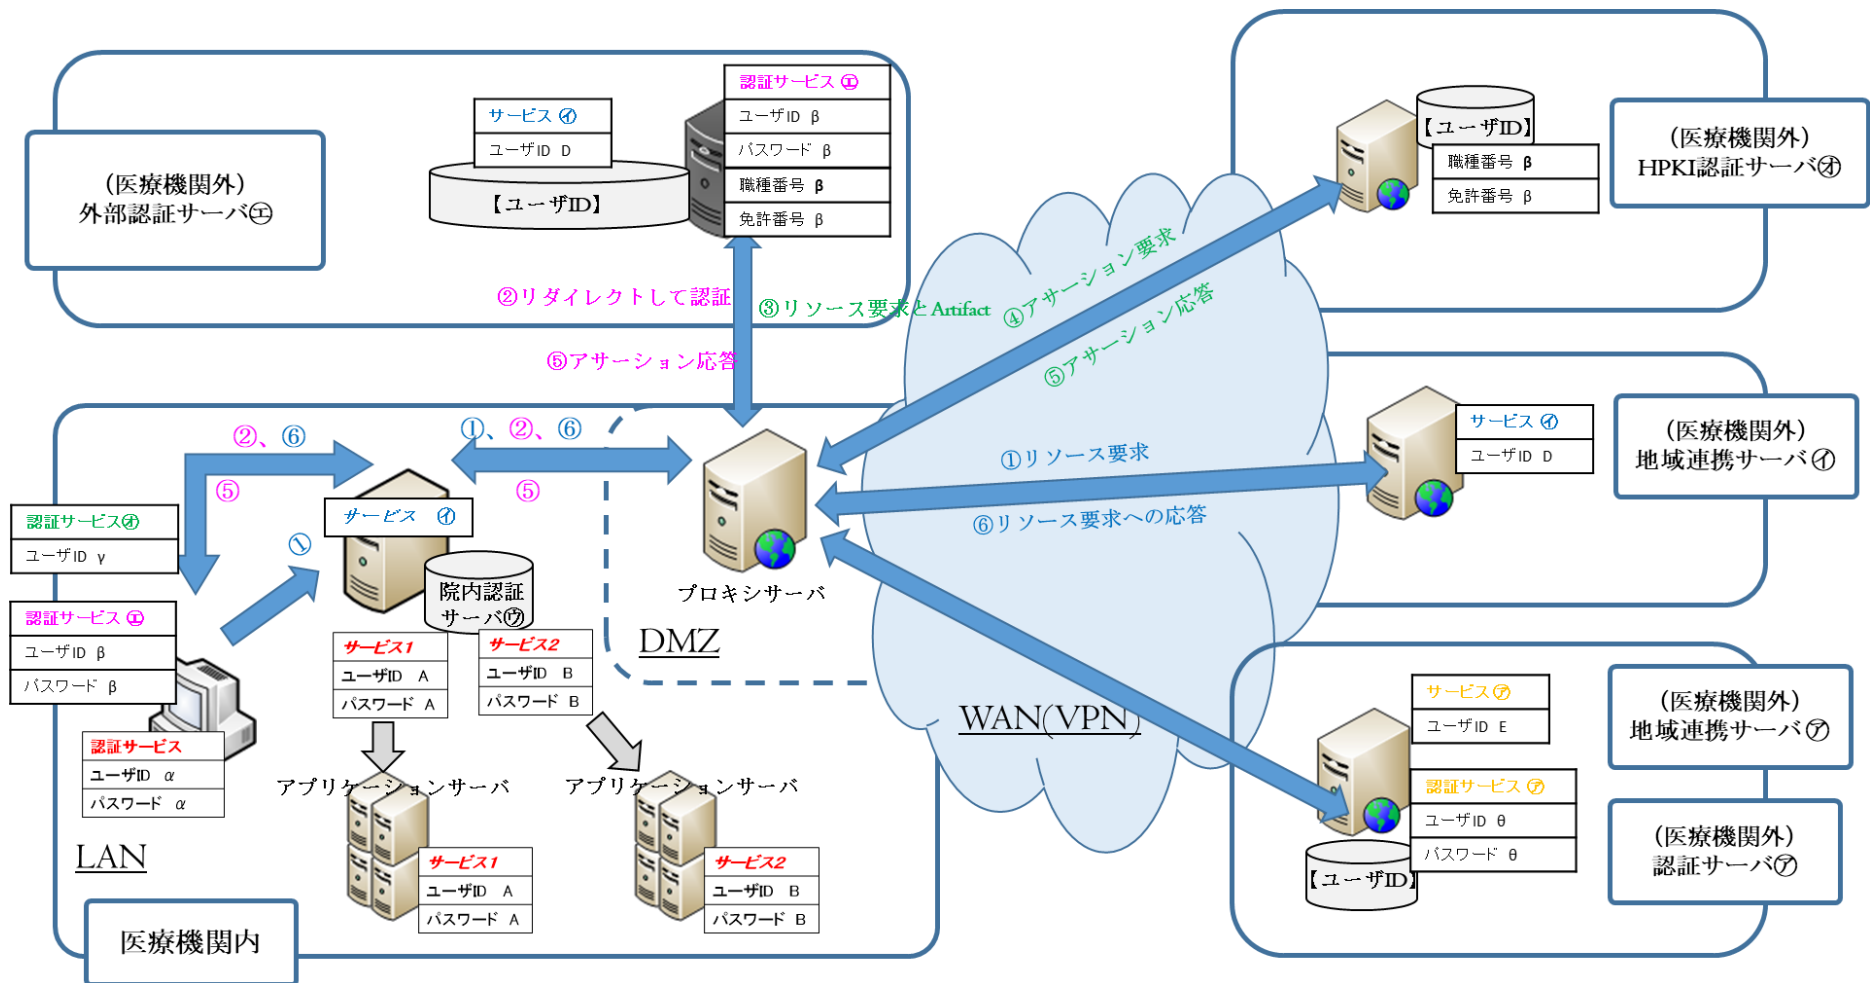 (医療機関外)
外部認証サーバ㋓
サービス ㋑
ユーザID D
【ユーザID】
認証サービス ㋓
ユーザID β
パスワード β
職種番号 β
免許番号 β
②リダイレクトして認証
③リソース要求とArtifact
⑤アサーション応答
【ユーザID】
職種番号 β
免許番号 β
(医療機関外)
HPKI認証サーバ㋔
④アサーション要求
⑤アサーション応答
②、⑥
⑤
①、②、⑥
⑤
①リソース要求
⑥リソース要求への応答
サービス ㋑
ユーザID D
(医療機関外)
地域連携サーバ㋑
認証サービス㋔
ユーザID γ
①
サービス ㋑
院内認証
サーバ㋒
プロキシサーバ
DMZ
認証サービス ㋓
ユーザID β
パスワード β
サービス1
ユーザID A
パスワード A
サービス2
ユーザID B
パスワード B
認証サービス
ユーザID α
パスワード α
アプリケーションサーバ
アプリケーションサーバ
サービス1
ユーザID A
パスワード A
サービス2
ユーザID B
パスワード B
LAN
医療機関内
WAN(VPN)
サービス㋐
ユーザID E
認証サービス ㋐
ユーザID θ
パスワード θ
【ユーザID】
(医療機関外)
地域連携サーバ㋐
(医療機関外)
認証サーバ㋐